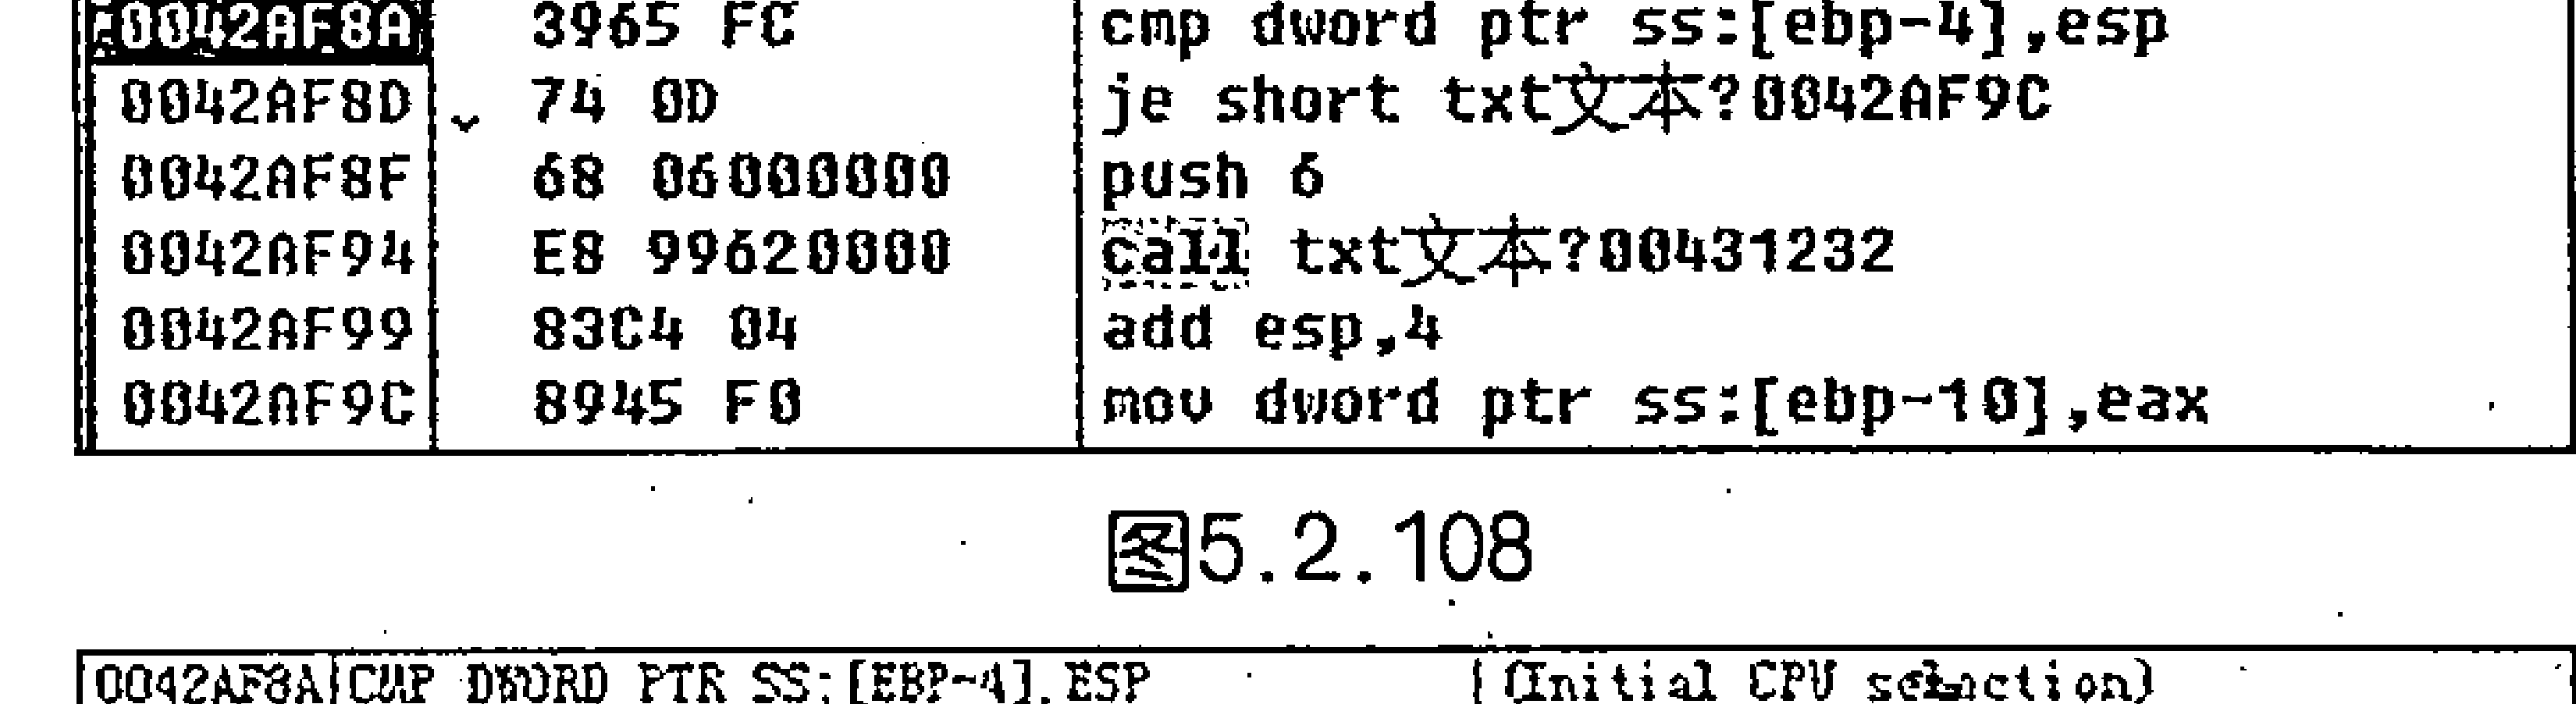 0042AF8A 3965 FC cmp dword ptr ss:[ebp-4],esp
0042AF8D 74 0D je short txt文本?0042AF9C
0042AF8F 68 06000000 push 6
0042AF94 E8 99620000 call txt文本?00431232
0042AF99 83C4 04 add esp,4
0042AF9C 8945 F0 mov dword ptr ss:[ebp-10],eax
图5.2.108
0042AF8A CMP DWORD PTR SS:[EBP-4],ESP (Initial CPU selection)